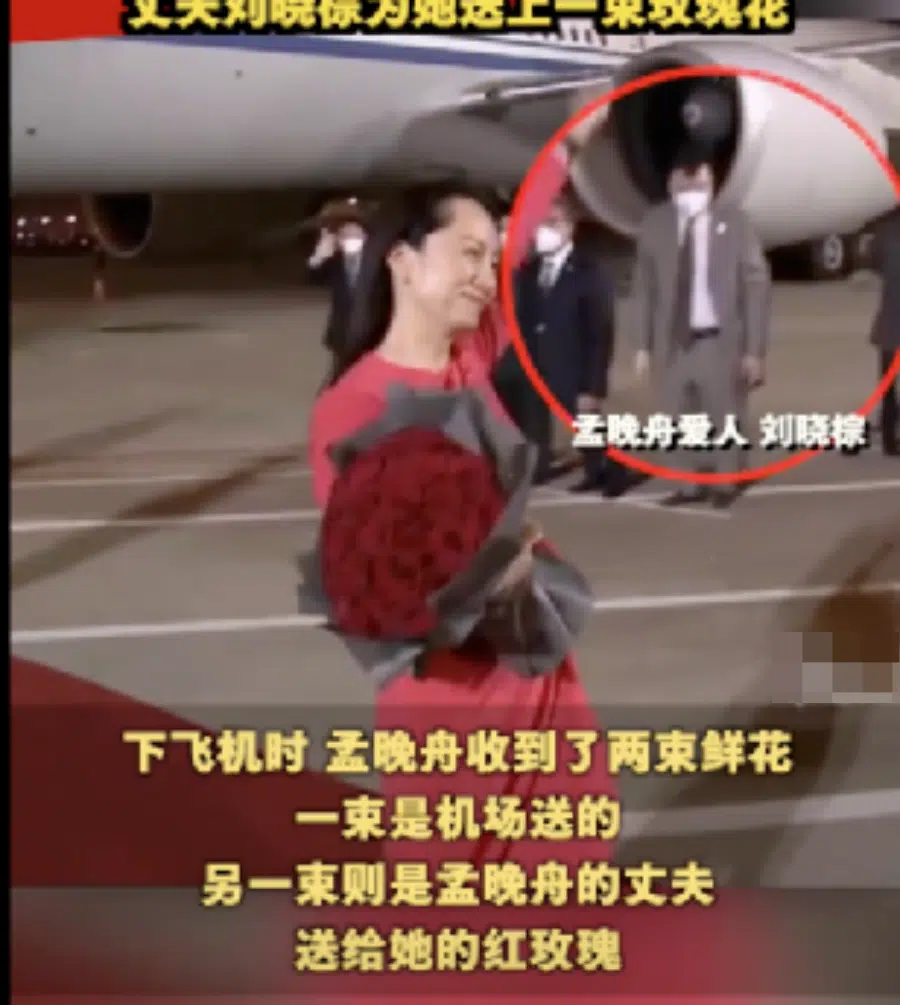 丈夫刘晓棕为她送上一束玫瑰花
孟晚舟爱人 刘晓棕
下飞机时 孟晚舟收到了两束鲜花
一束是机场送的
另一束则是孟晚舟的丈夫
送给她的红玫瑰